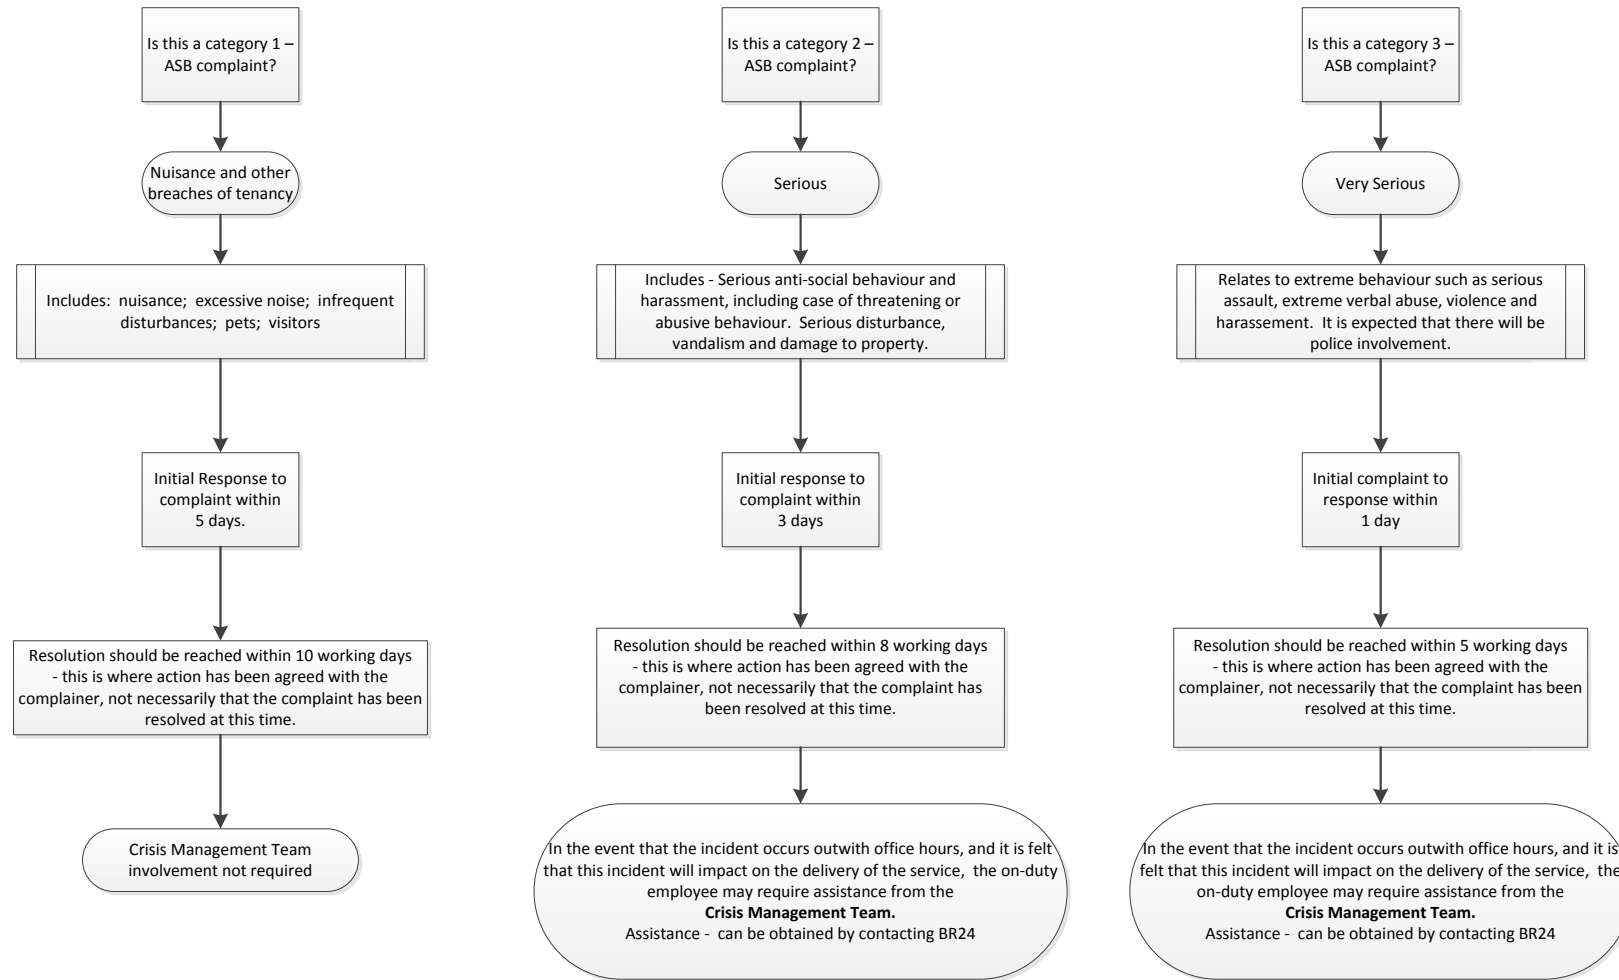 Is this a category 1 –
ASB complaint?
Nuisance and other
breaches of tenancy
Includes: nuisance; excessive noise; infrequent
disturbances; pets; visitors
Initial Response to
complaint within
5 days.
Resolution should be reached within 10 working days
- this is where action has been agreed with the
complainer, not necessarily that the complaint has been
resolved at this time.
Crisis Management Team
involvement not required
Is this a category 2 –
ASB complaint?
Serious
Includes - Serious anti-social behaviour and
harassment, including case of threatening or
abusive behaviour. Serious disturbance,
vandalism and damage to property.
Initial response to
complaint within
3 days
Resolution should be reached within 8 working days
- this is where action has been agreed with the
complainer, not necessarily that the complaint has
been resolved at this time.
In the event that the incident occurs outwith office hours, and it is felt
that this incident will impact on the delivery of the service, the on-duty
employee may require assistance from the
Crisis Management Team.
Assistance - can be obtained by contacting BR24
Is this a category 3 –
ASB complaint?
Very Serious
Relates to extreme behaviour such as serious
assault, extreme verbal abuse, violence and
harassement. It is expected that there will be
police involvement.
Initial complaint to
response within
1 day
Resolution should be reached within 5 working days
- this is where action has been agreed with the
complainer, not necessarily that the complaint has been
resolved at this time.
In the event that the incident occurs outwith office hours, and it is
felt that this incident will impact on the delivery of the service, the
on-duty employee may require assistance from the
Crisis Management Team.
Assistance - can be obtained by contacting BR24